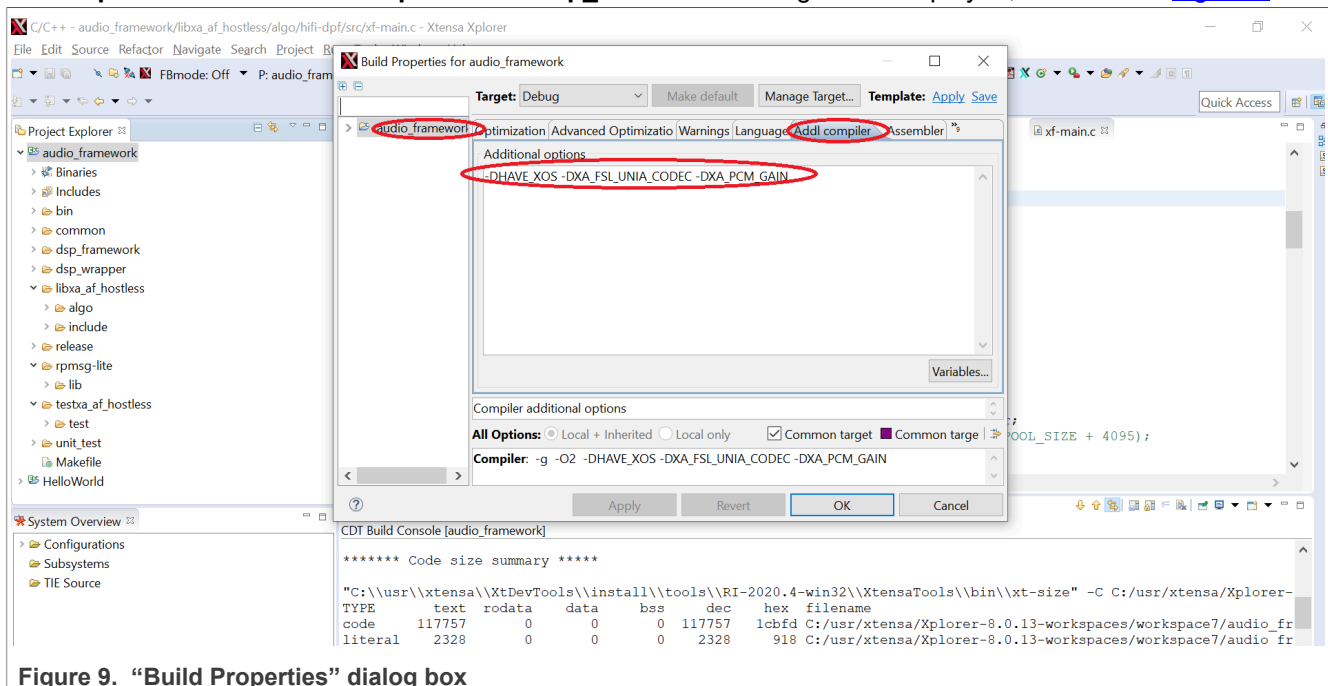 C/C++ - audio_framework/libxa_af_hostless/algo/hifi-dpf/src/xf-main.c - Xtensa Xplorer
File Edit Source Refactor Navigate Search Project
FBmode: Off P: audio_fram
Quick Access
Project Explorer
audio_framework
Binaries
Includes
bin
common
dsp_framework
dsp_wrapper
libxa_af_hostless
algo
include
release
rpmsg-lite
lib
testxa_af_hostless
test
unit_test
Makefile
HelloWorld
System Overview
Configurations
Subsystems
TIE Source
Build Properties for audio_framework
Target: Debug Make default Manage Target... Template: Apply Save
audio_framework
Optimization Advanced Optimizatio Warnings Language Addl compiler Assembler »9
Additional options
-DHAVE_XOS -DXA_FSL_UNIA_CODEC -DXA_PCM_GAIN
Variables...
Compiler additional options
All Options: Local + Inherited Local only Common target Common targe
Compiler: -g -O2 -DHAVE_XOS -DXA_FSL_UNIA_CODEC -DXA_PCM_GAIN
Apply Revert OK Cancel
xf-main.c
;
POOL_SIZE + 4095);
CDT Build Console [audio_framework]
******* Code size summary *****
"C:\\usr\\xtensa\\XtDevTools\\install\\tools\\RI-2020.4-win32\\XtensaTools\\bin\\xt-size" -C C:/usr/xtensa/Xplorer-
TYPE text rodata data bss dec hex filename
code 117757 0 0 0 117757 1cbfd C:/usr/xtensa/Xplorer-8.0.13-workspaces/workspace7/audio_fr
literal 2328 0 0 0 2328 918 C:/usr/xtensa/Xplorer-8.0.13-workspaces/workspace7/audio fr
Figure 9. “Build Properties” dialog box